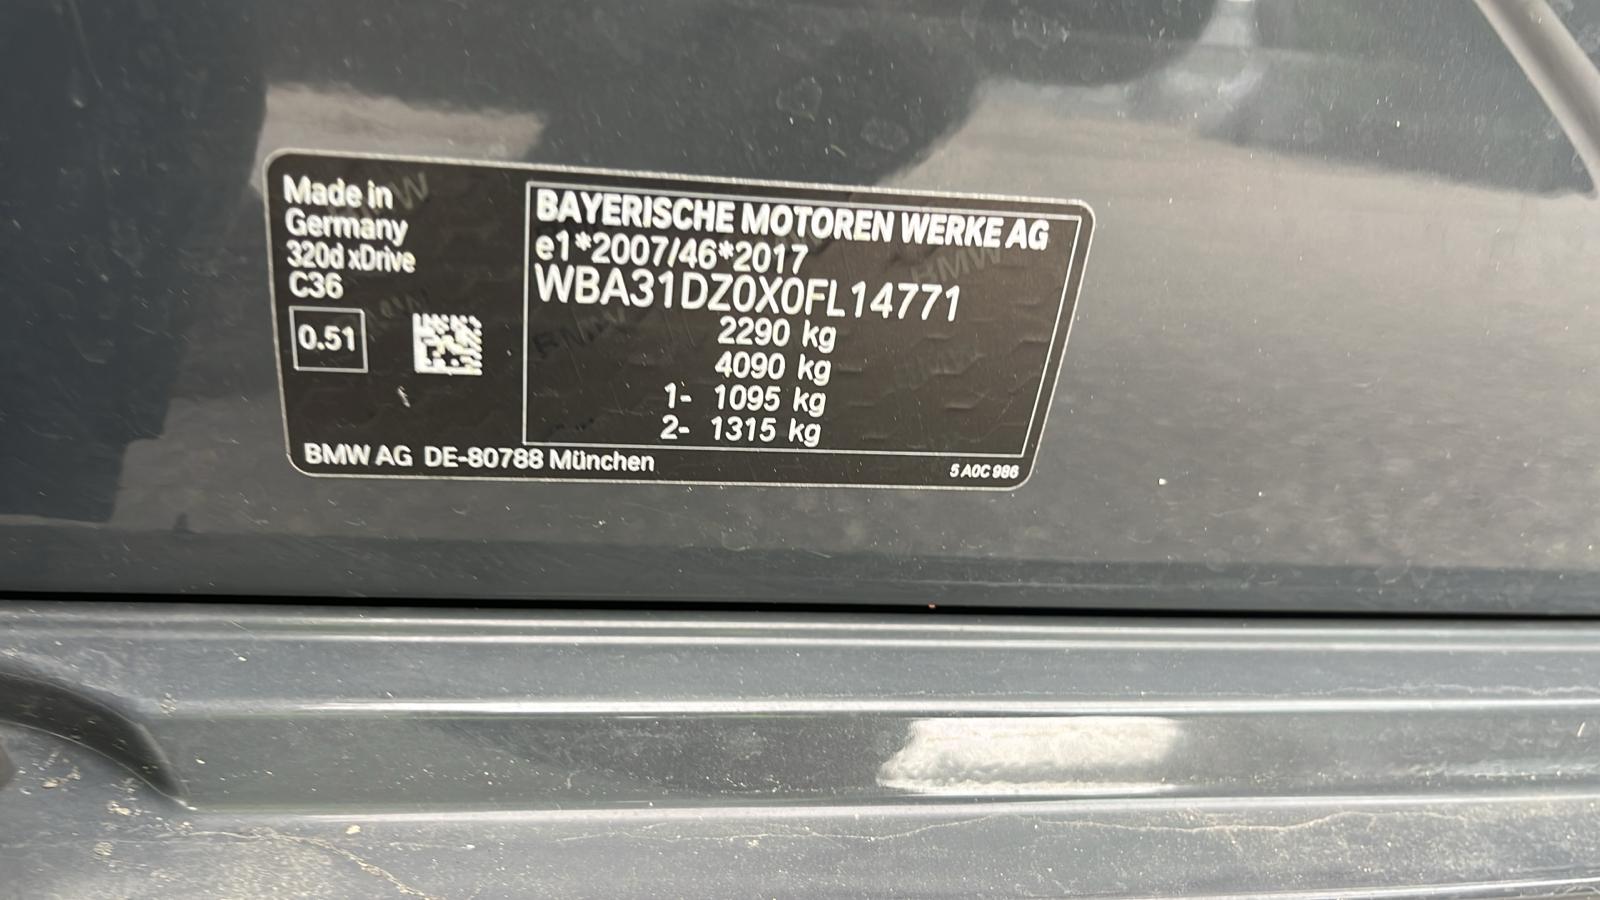 Made in
Germany
320d xDrive
C36
0.51
BAYERISCHE MOTOREN WERKE AG
e1*2007/46*2017
WBA31DZ0X0FL14771
2290 kg
4090 kg
1- 1095 kg
2- 1315 kg
BMW AG DE-80788 München
5 A0C 986